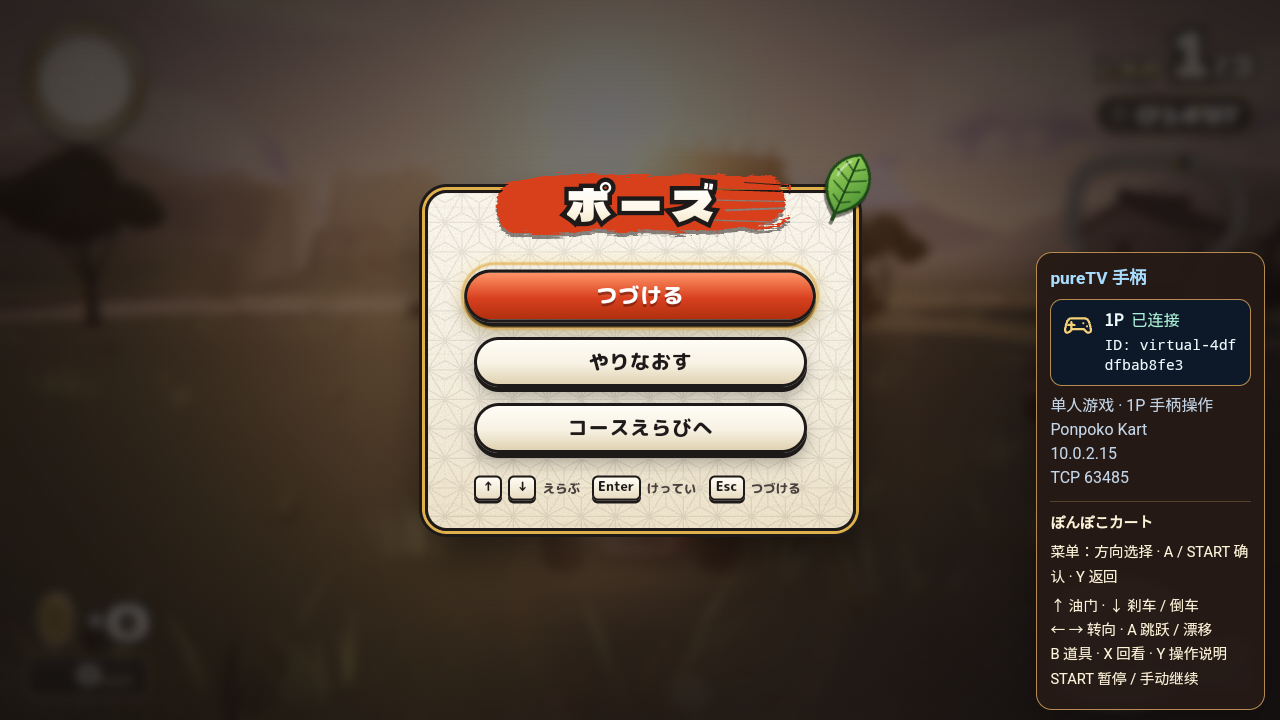 ポーズ
つづける
やりなおす
コースえらびへ
↑ ↓ えらぶ Enter けってい Esc つづける
1
pureTV 手柄
1P 已连接
ID: virtual-4df
dfbab8fe3
单人游戏 · 1P 手柄操作
Ponpoko Kart
10.0.2.15
TCP 63485
ぽんぽこカート
菜单：方向选择 · A / START 确
认 · Y 返回
↑ 油门 · ↓ 刹车 / 倒车
← → 转向 · A 跳跃 / 漂移
B 道具 · X 回看 · Y 操作说明
START 暂停 / 手动继续